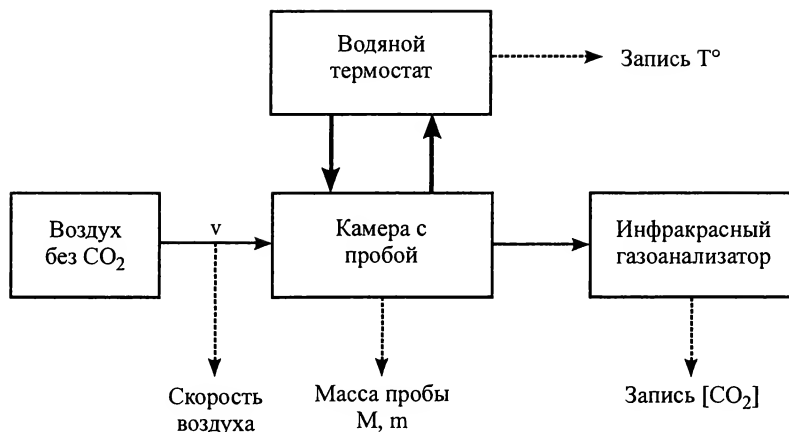 Водяной
термостат
Запись T°
Воздух
без CO₂
v
Камера с
пробой
Инфракрасный
газоанализатор
Скорость
воздуха
Масса пробы
M, m
Запись [CO₂]